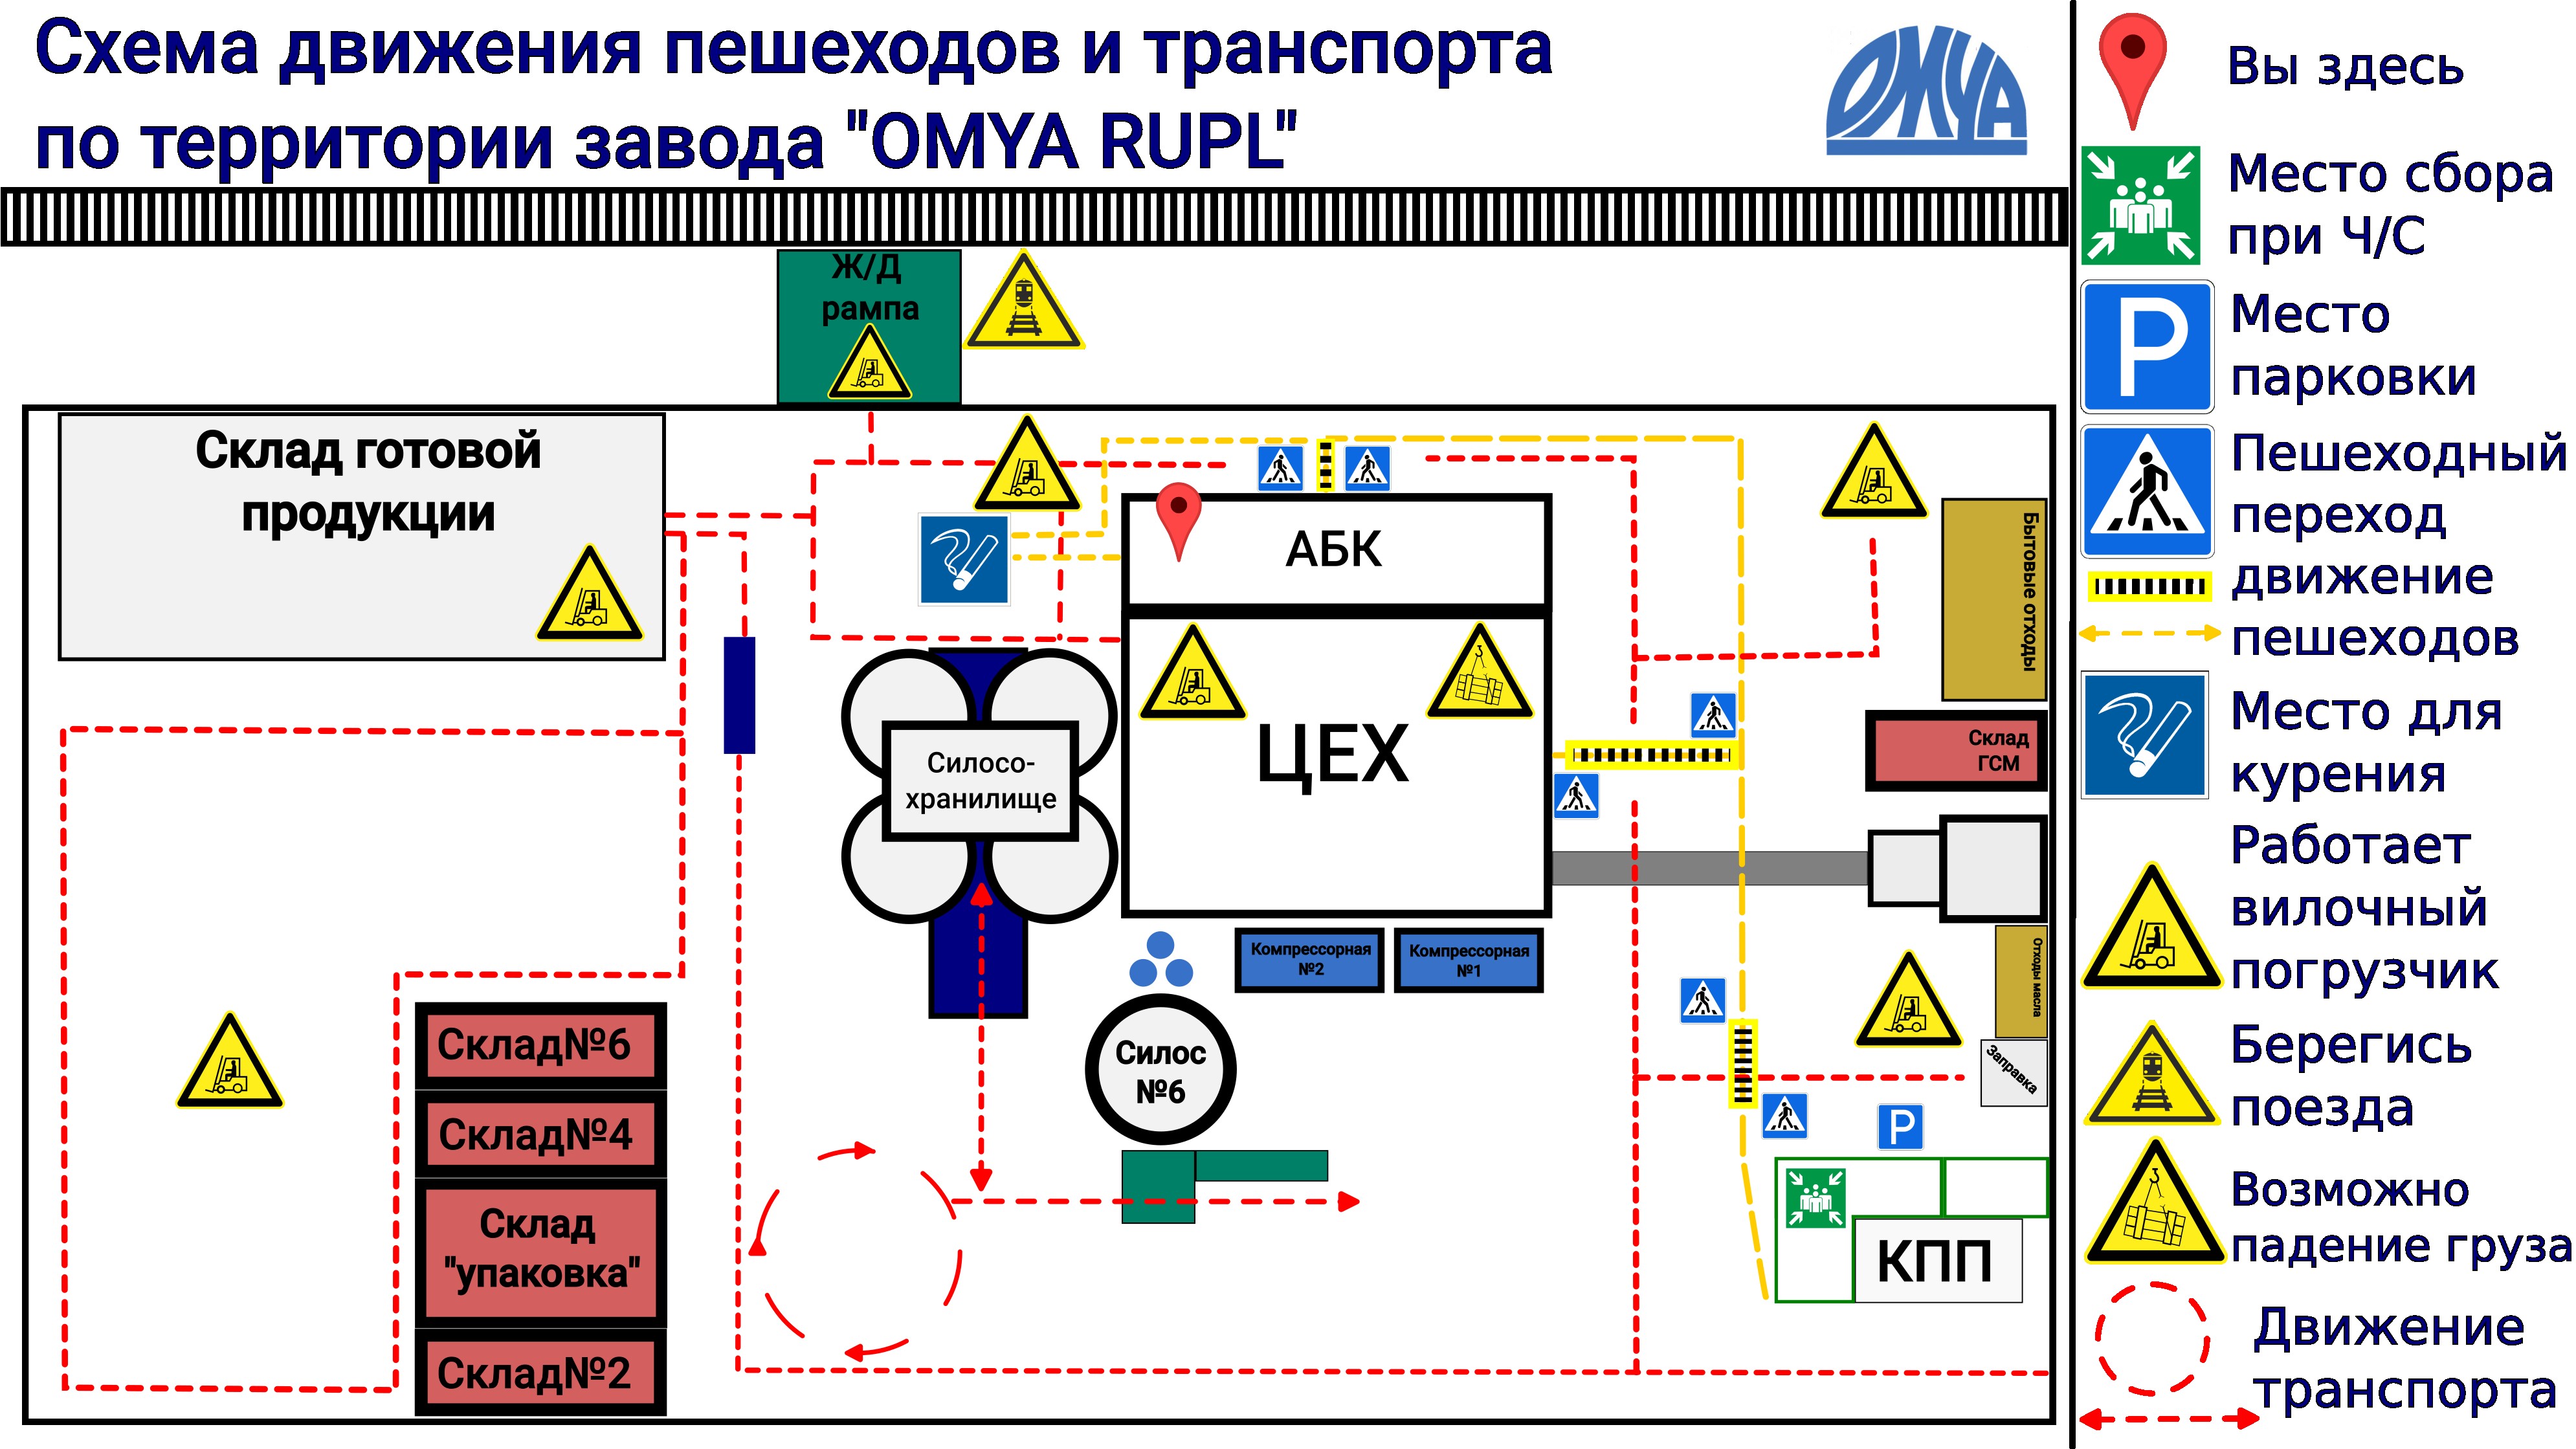 Схема движения пешеходов и транспорта
по территории завода "OMYA RUPL"
OMYA
Ж/Д
рампа
Склад готовой
продукции
АБК
ЦЕХ
Силосо-
хранилище
Бытовые отходы
Склад
ГСМ
Компрессорная
№2
Компрессорная
№1
Отходы масла
Заправка
Силос
№6
Склад№6
Склад№4
Склад
"упаковка"
Склад№2
P
КПП
Вы здесь
Место сбора
при Ч/С
P
Место
парковки
Пешеходный
переход
движение
пешеходов
Место для
курения
Работает
вилочный
погрузчик
Берегись
поезда
Возможно
падение груза
Движение
транспорта